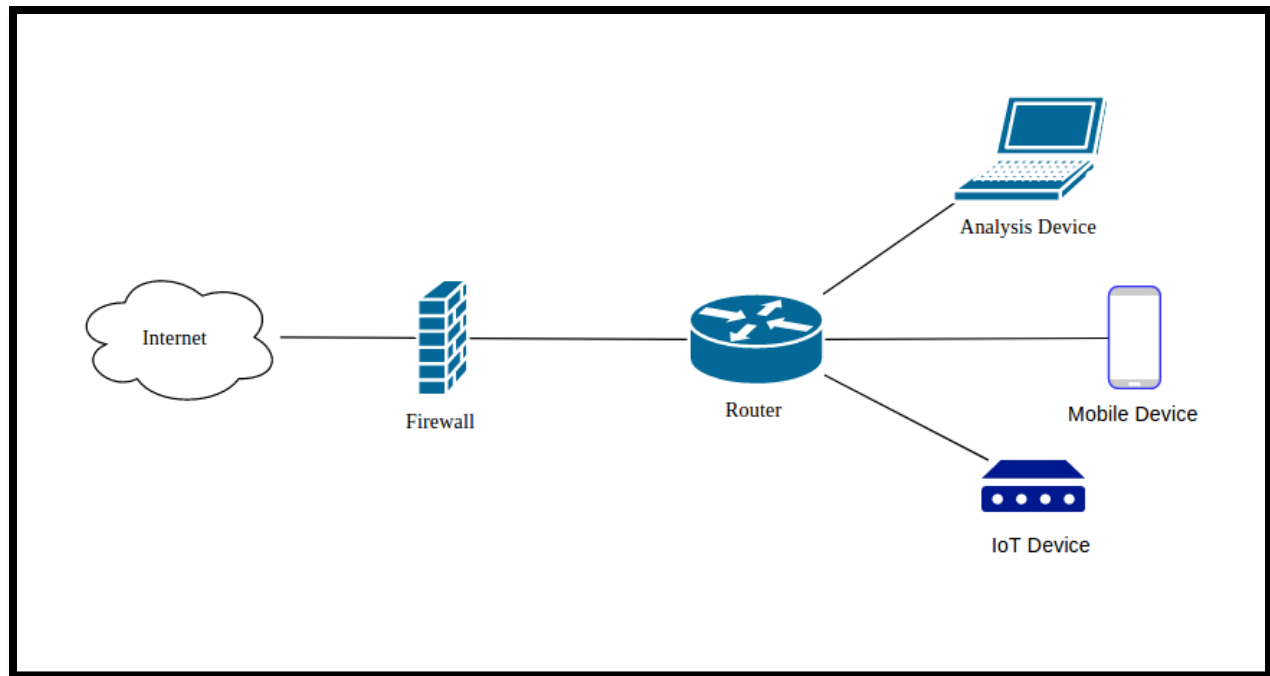 Internet
Firewall
Router
Analysis Device
Mobile Device
IoT Device